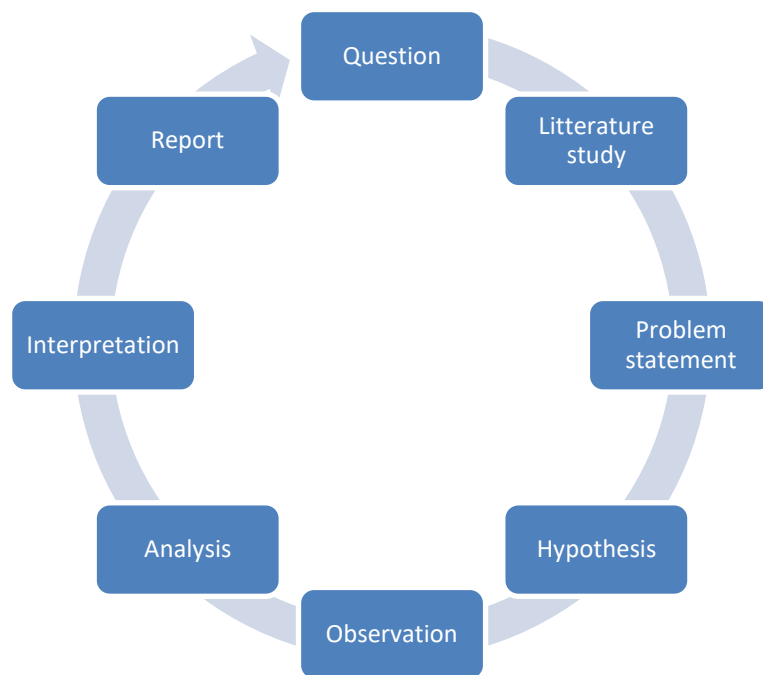 Question
Litterature
study
Problem
statement
Hypothesis
Observation
Analysis
Interpretation
Report